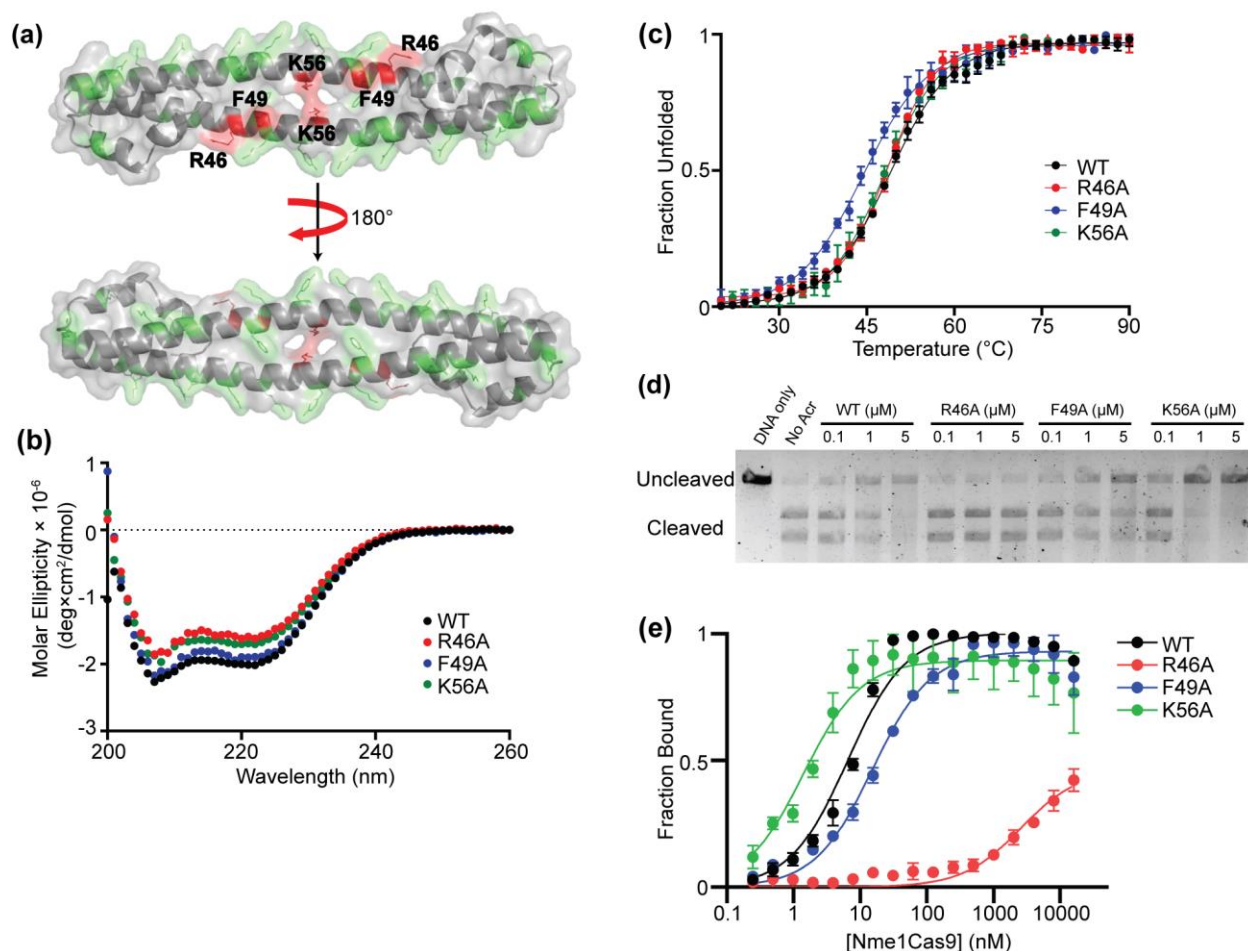 (a)
R46
K56
F49
F49
K56
R46
180°
(b)
Molar Ellipticity × 10⁻⁶
(deg×cm²/dmol)
1
0
-1
-2
-3
200
220
240
260
Wavelength (nm)
WT
R46A
F49A
K56A
(c)
Fraction Unfolded
1
0.5
0
30
45
60
75
90
Temperature (°C)
WT
R46A
F49A
K56A
(d)
DNA only
No Acr
WT (μM)
R46A (μM)
F49A (μM)
K56A (μM)
0.1 1 5 0.1 1 5 0.1 1 5 0.1 1 5
Uncleaved
Cleaved
(e)
Fraction Bound
1
0.5
0
0.1
1
10
100
1000
10000
[Nme1Cas9] (nM)
WT
R46A
F49A
K56A